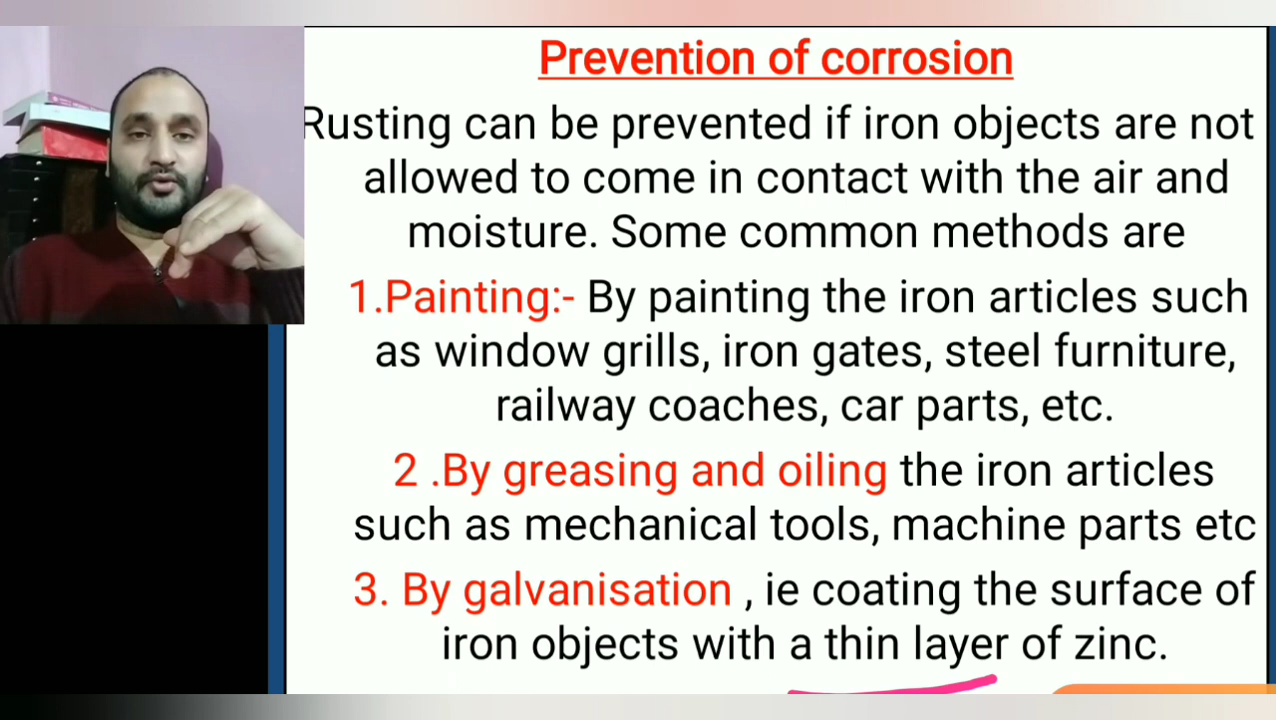 Prevention of corrosion
Rusting can be prevented if iron objects are not
allowed to come in contact with the air and
moisture. Some common methods are
1.Painting:- By painting the iron articles such
as window grills, iron gates, steel furniture,
railway coaches, car parts, etc.
2 .By greasing and oiling the iron articles
such as mechanical tools, machine parts etc
3. By galvanisation , ie coating the surface of
iron objects with a thin layer of zinc.